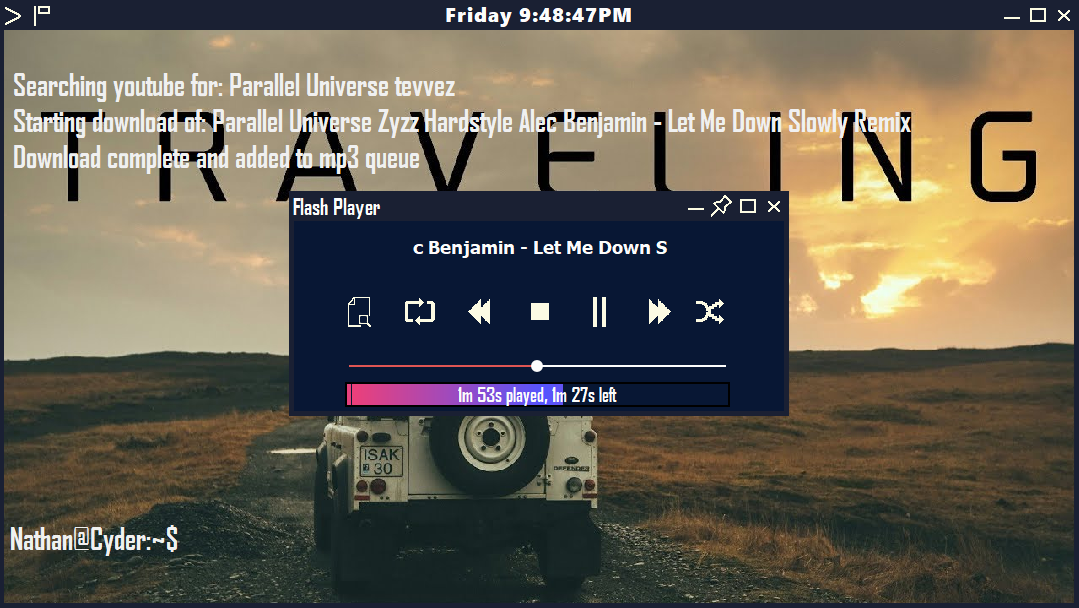 Friday 9:48:47PM
Searching youtube for: Parallel Universe tevvez
Starting download of: Parallel Universe Zyzz Hardstyle Alec Benjamin - Let Me Down Slowly Remix
Download complete and added to mp3 queue
TRAVELING
Flash Player
c Benjamin - Let Me Down S
1m 53s played, 1m 27s left
ISAK
30
DEFENDER
Nathan@Cyder:~$